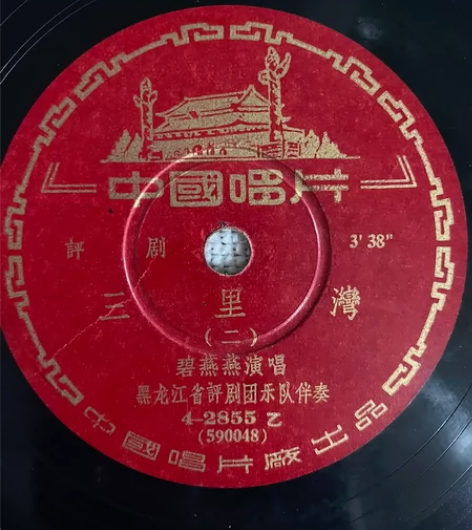 中國唱片
評剧 3'38"
三里灣
(二)
碧燕燕演唱
黑龙江省評剧团乐队伴奏
4-2855 乙
(590048)
中國唱片厰出品